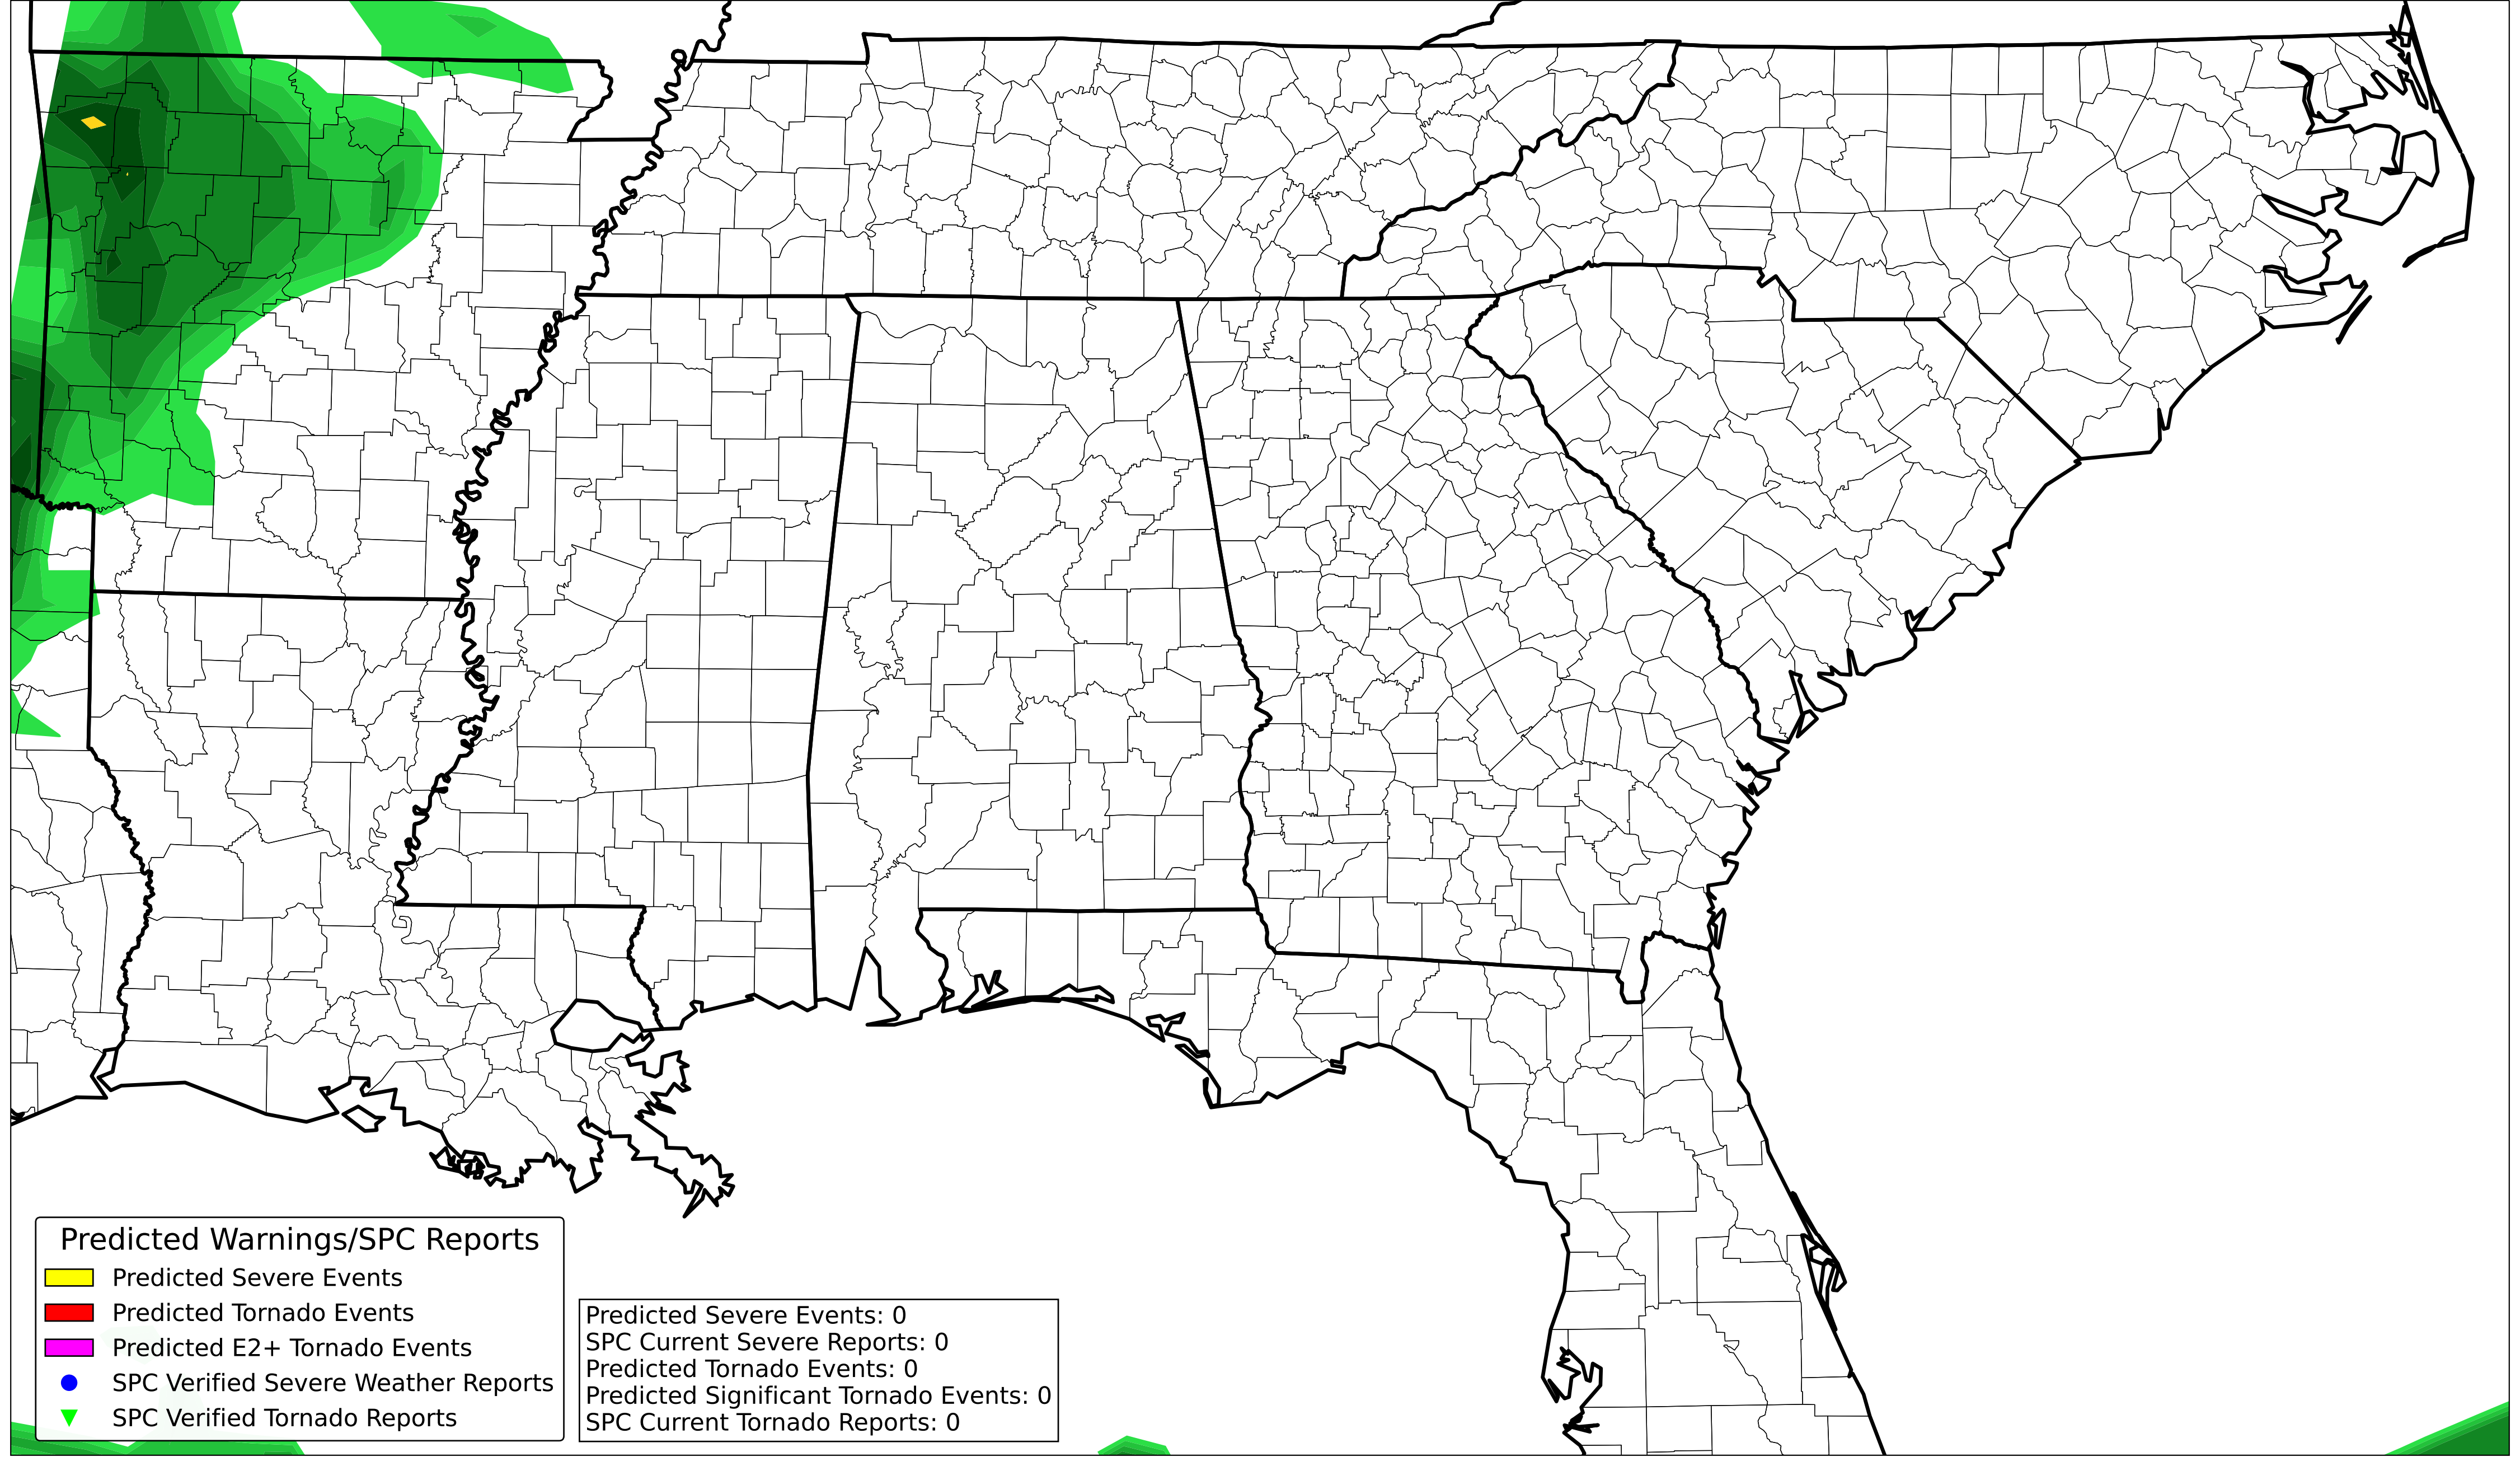 Predicted Warnings/SPC Reports
Predicted Severe Events
Predicted Tornado Events
Predicted E2+ Tornado Events
SPC Verified Severe Weather Reports
SPC Verified Tornado Reports
Predicted Severe Events: 0
SPC Current Severe Reports: 0
Predicted Tornado Events: 0
Predicted Significant Tornado Events: 0
SPC Current Tornado Reports: 0